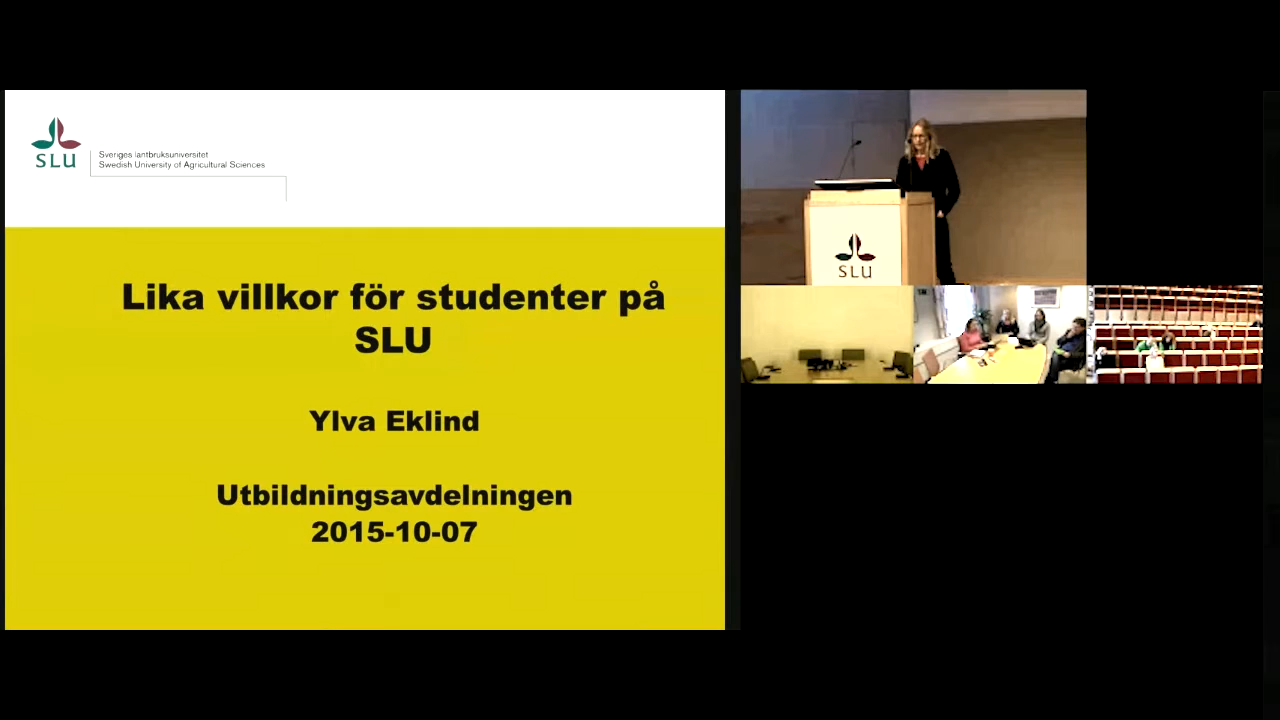 SLU
Sveriges lantbruksuniversitet
Swedish University of Agricultural Sciences
Lika villkor för studenter på
SLU
Ylva Eklind
Utbildningsavdelningen
2015-10-07
SLU